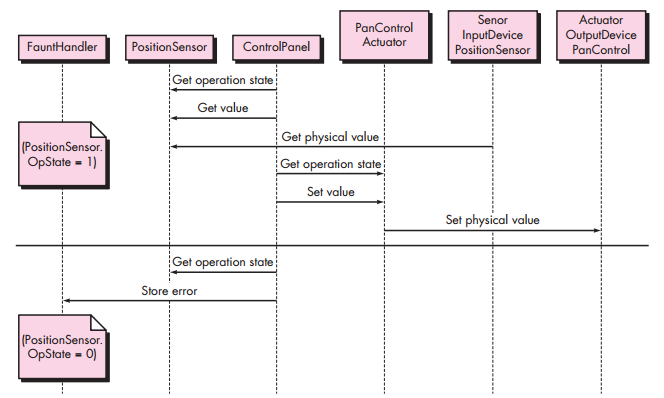 FauntHandler
PositionSensor
ControlPanel
PanControl
Actuator
Senor
InputDevice
PositionSensor
Actuator
OutputDevice
PanControl
Get operation state
Get value
(PositionSensor.
OpState = 1)
Get physical value
Get operation state
Set value
Set physical value
Get operation state
Store error
(PositionSensor.
OpState = 0)